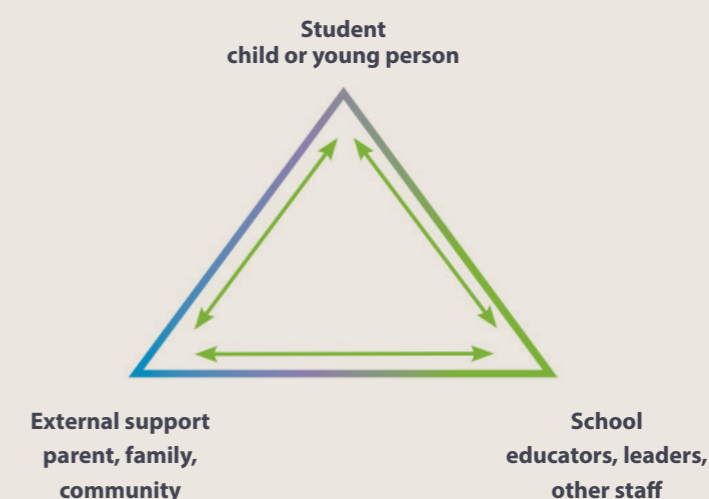 Student
child or young person
External support
parent, family,
community
School
educators, leaders,
other staff